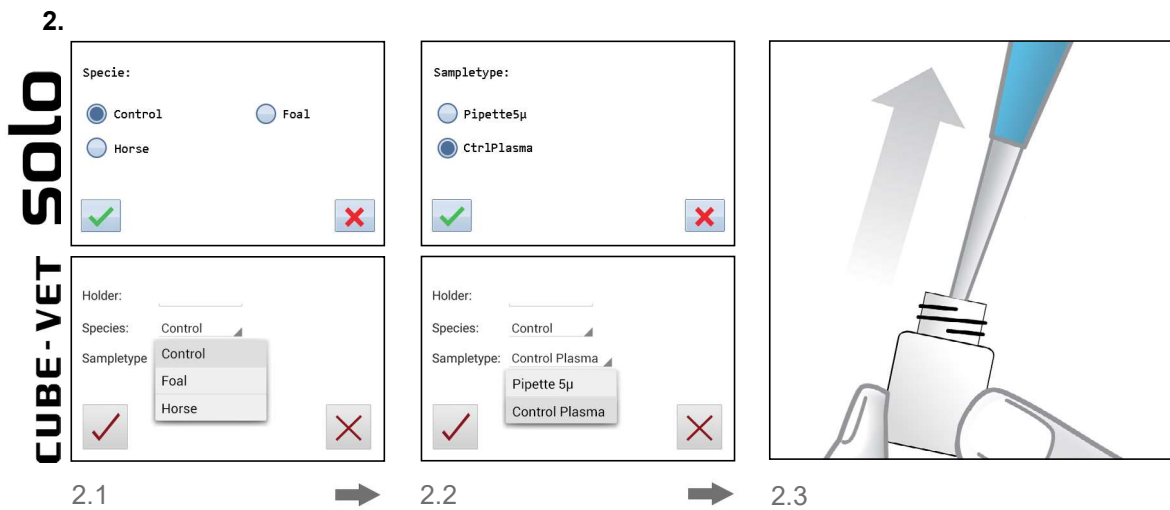 2.
SOLO
Specie:
Control
Foal
Horse
Sampletype:
Pipette5µ
CtrlPlasma
CUBE-VET
Holder:
Species: Control
Sampletype
Control
Foal
Horse
Holder:
Species: Control
Sampletype: Control Plasma
Pipette 5µ
Control Plasma
2.1
2.2
2.3